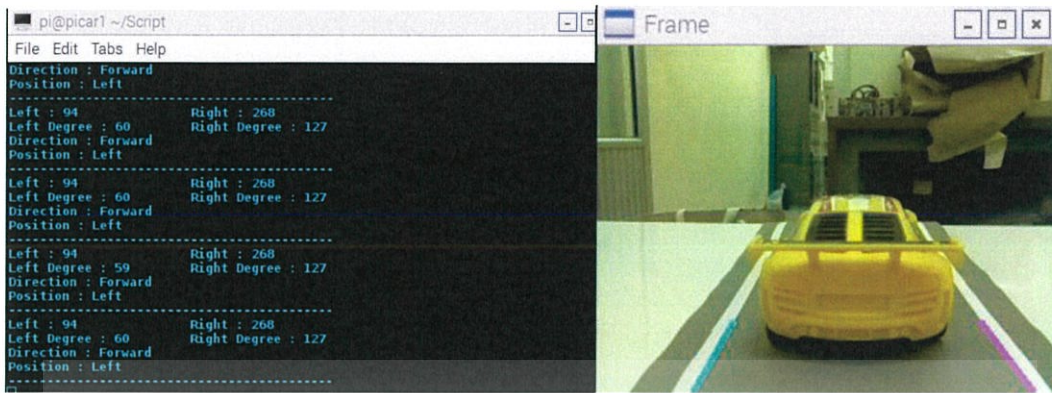 pi@picar1 ~/Script
File Edit Tabs Help
Direction : Forward
Position : Left
----------------------------------------
Left : 94 Right : 268
Left Degree : 60 Right Degree : 127
Direction : Forward
Position : Left
----------------------------------------
Left : 94 Right : 268
Left Degree : 60 Right Degree : 127
Direction : Forward
Position : Left
----------------------------------------
Left : 94 Right : 268
Left Degree : 59 Right Degree : 127
Direction : Forward
Position : Left
----------------------------------------
Left : 94 Right : 268
Left Degree : 60 Right Degree : 127
Direction : Forward
Position : Left
----------------------------------------
Frame